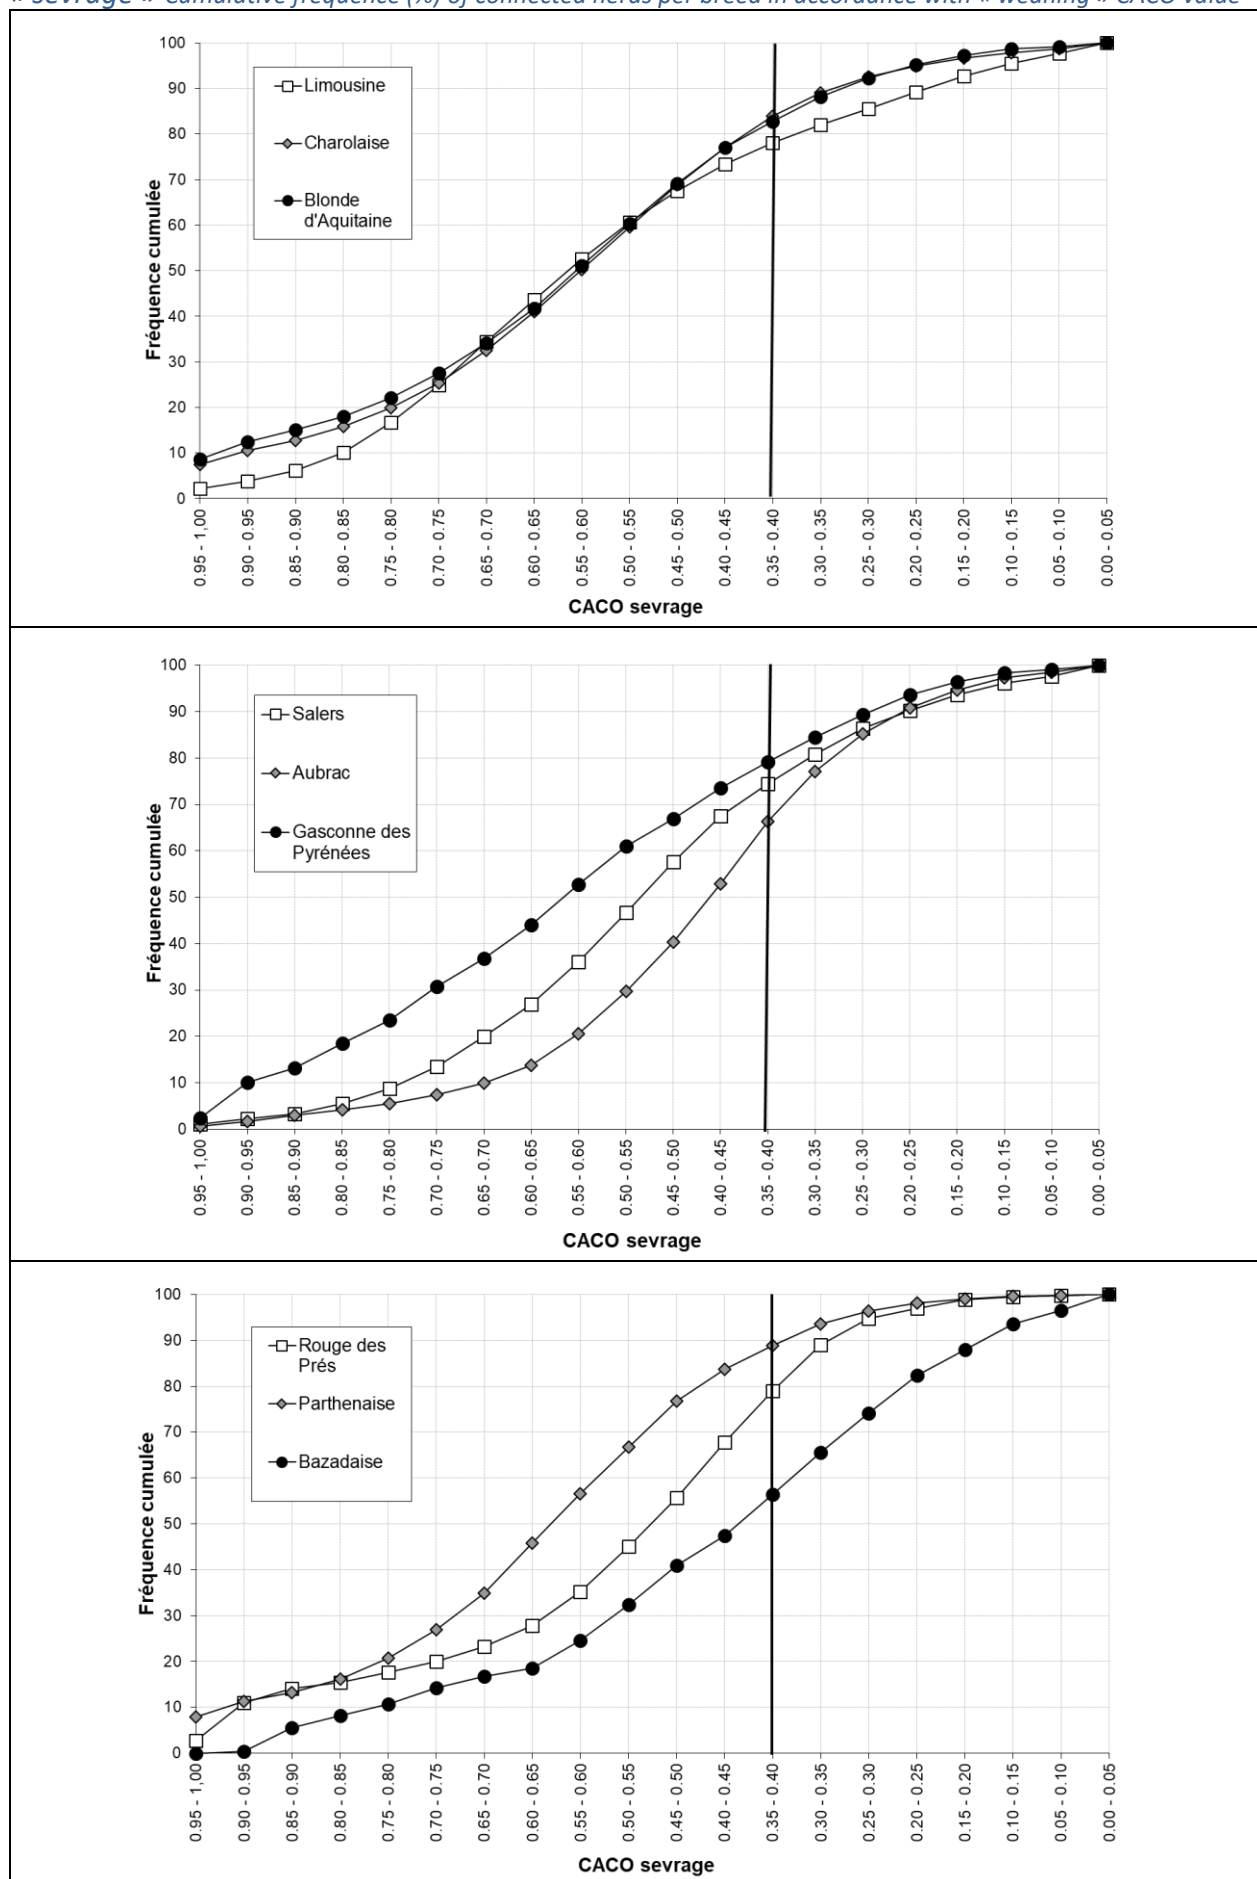 « sevrage » Cumulative fréquence (%) of connected herds per breed in accordance with « weaning » CACO value
100
90
80
70
60
50
40
30
20
10
0
Fréquence cumulée
Limousine
Charolaise
Blonde
d'Aquitaine
0.95 - 1,00
0.90 - 0.95
0.85 - 0.90
0.80 - 0.85
0.75 - 0.80
0.70 - 0.75
0.65 - 0.70
0.60 - 0.65
0.55 - 0.60
0.50 - 0.55
0.45 - 0.50
0.40 - 0.45
0.35 - 0.40
0.30 - 0.35
0.25 - 0.30
0.20 - 0.25
0.15 - 0.20
0.10 - 0.15
0.05 - 0.10
0.00 - 0.05
CACO sevrage
100
90
80
70
60
50
40
30
20
10
0
Fréquence cumulée
Salers
Aubrac
Gasconne des
Pyrénées
0.95 - 1,00
0.90 - 0.95
0.85 - 0.90
0.80 - 0.85
0.75 - 0.80
0.70 - 0.75
0.65 - 0.70
0.60 - 0.65
0.55 - 0.60
0.50 - 0.55
0.45 - 0.50
0.40 - 0.45
0.35 - 0.40
0.30 - 0.35
0.25 - 0.30
0.20 - 0.25
0.15 - 0.20
0.10 - 0.15
0.05 - 0.10
0.00 - 0.05
CACO sevrage
100
90
80
70
60
50
40
30
20
10
0
Fréquence cumulée
Rouge des
Prés
Parthenaise
Bazadaise
0.95 - 1,00
0.90 - 0.95
0.85 - 0.90
0.80 - 0.85
0.75 - 0.80
0.70 - 0.75
0.65 - 0.70
0.60 - 0.65
0.55 - 0.60
0.50 - 0.55
0.45 - 0.50
0.40 - 0.45
0.35 - 0.40
0.30 - 0.35
0.25 - 0.30
0.20 - 0.25
0.15 - 0.20
0.10 - 0.15
0.05 - 0.10
0.00 - 0.05
CACO sevrage